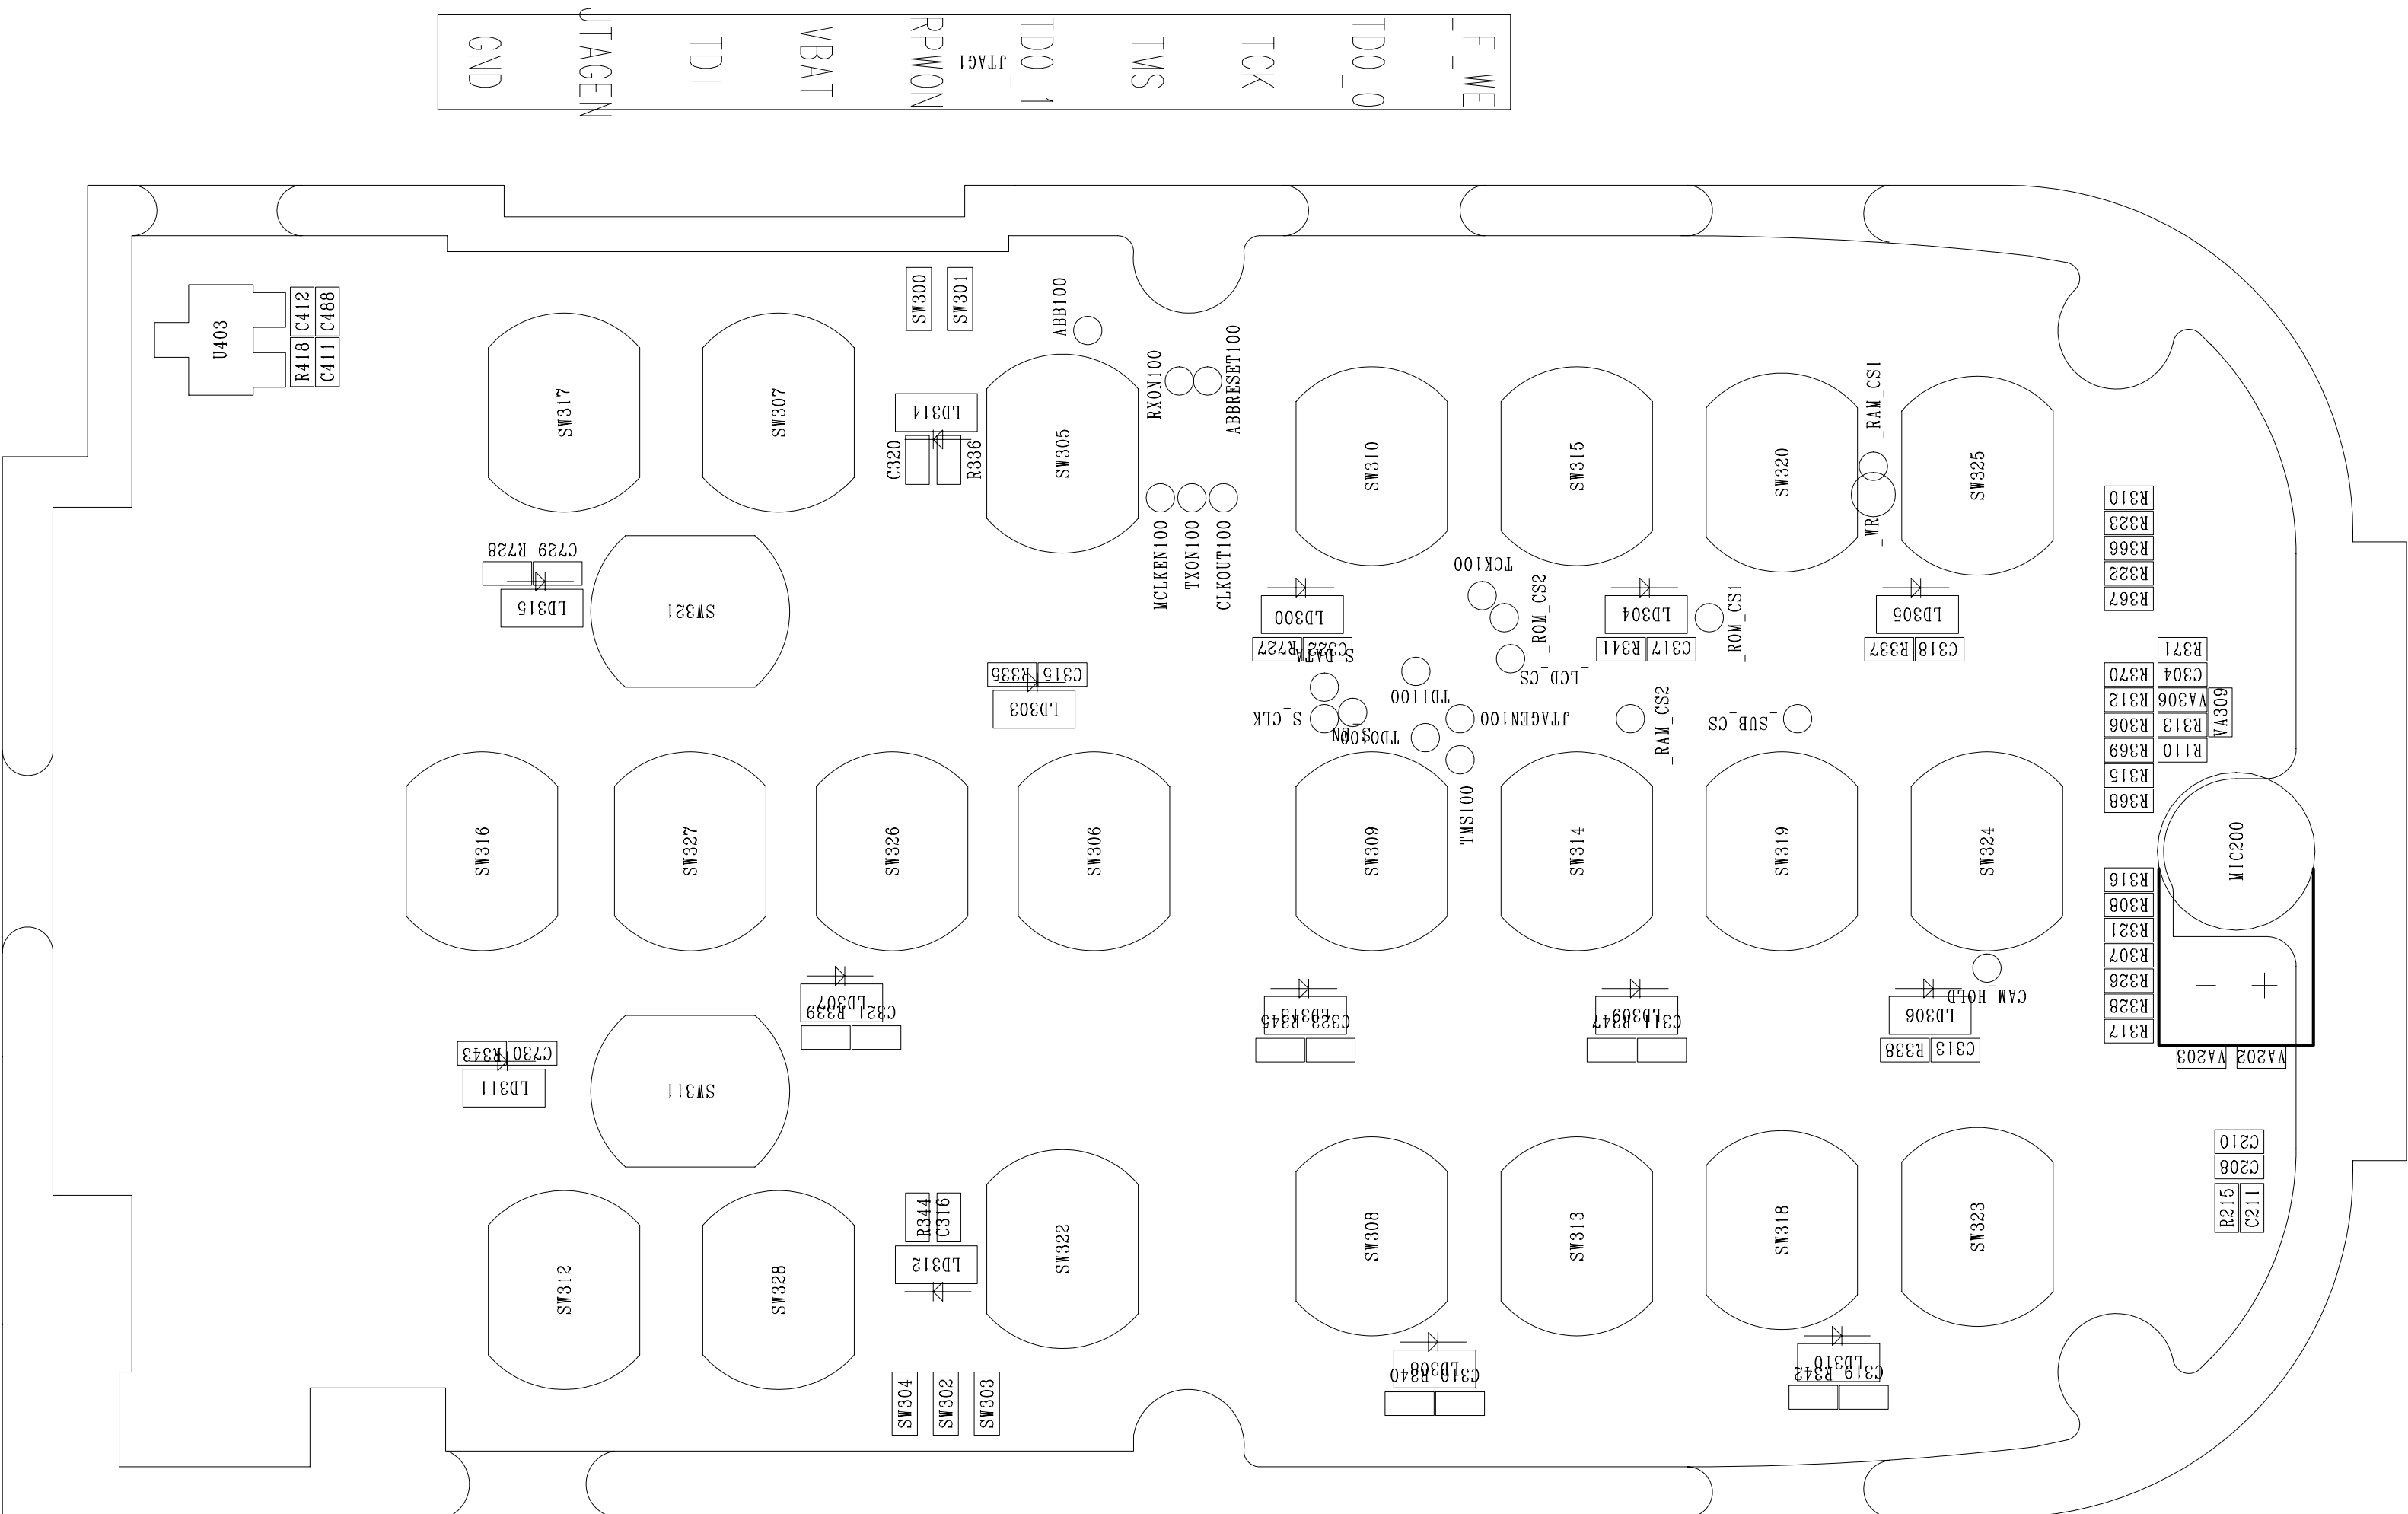 GND
JTAGEN
TDI
VBAT
RPWON
JTAG1
TDO_1
TMS
TCK
TDO_0
_F_WE
U403
C412
C488
R418
C411
SW300
SW301
ABB100
RXON100
ABBRESET100
SW317
SW307
LD314
C320
R336
SW305
SW310
SW315
SW320
_RAM_CS1
SW325
_WR
MCLKEN100
TXON100
CLKOUT100
R728
C729
LD315
SW321
TCK100
_ROM_CS2
LD300
R727
C322
LD304
R341
C317
_ROM_CS1
LD305
R337
C318
R310
R323
R366
R322
R367
R371
R370
C304
R312
VA306
VA309
R306
R313
R369
R110
R315
R368
R335
C315
LD303
S_DATA
S_CLK
S_EN
TDI100
TDO100
_LCD_CS
JTAGEN100
TMS100
_RAM_CS2
_SUB_CS
SW316
SW327
SW326
SW306
SW309
SW314
SW319
SW324
MIC200
R316
R308
R321
R307
R326
R328
R317
- +
VA203
VA202
CAM_HOLD
LD307
R339
C321
LD313
R345
C323
LD309
R347
C311
LD306
R338
C313
R343
C730
LD311
SW311
C210
C208
R215
C211
R344
C316
LD312
SW322
SW312
SW328
SW308
SW313
SW318
SW323
LD308
R340
C310
LD310
R342
C319
SW304
SW302
SW303